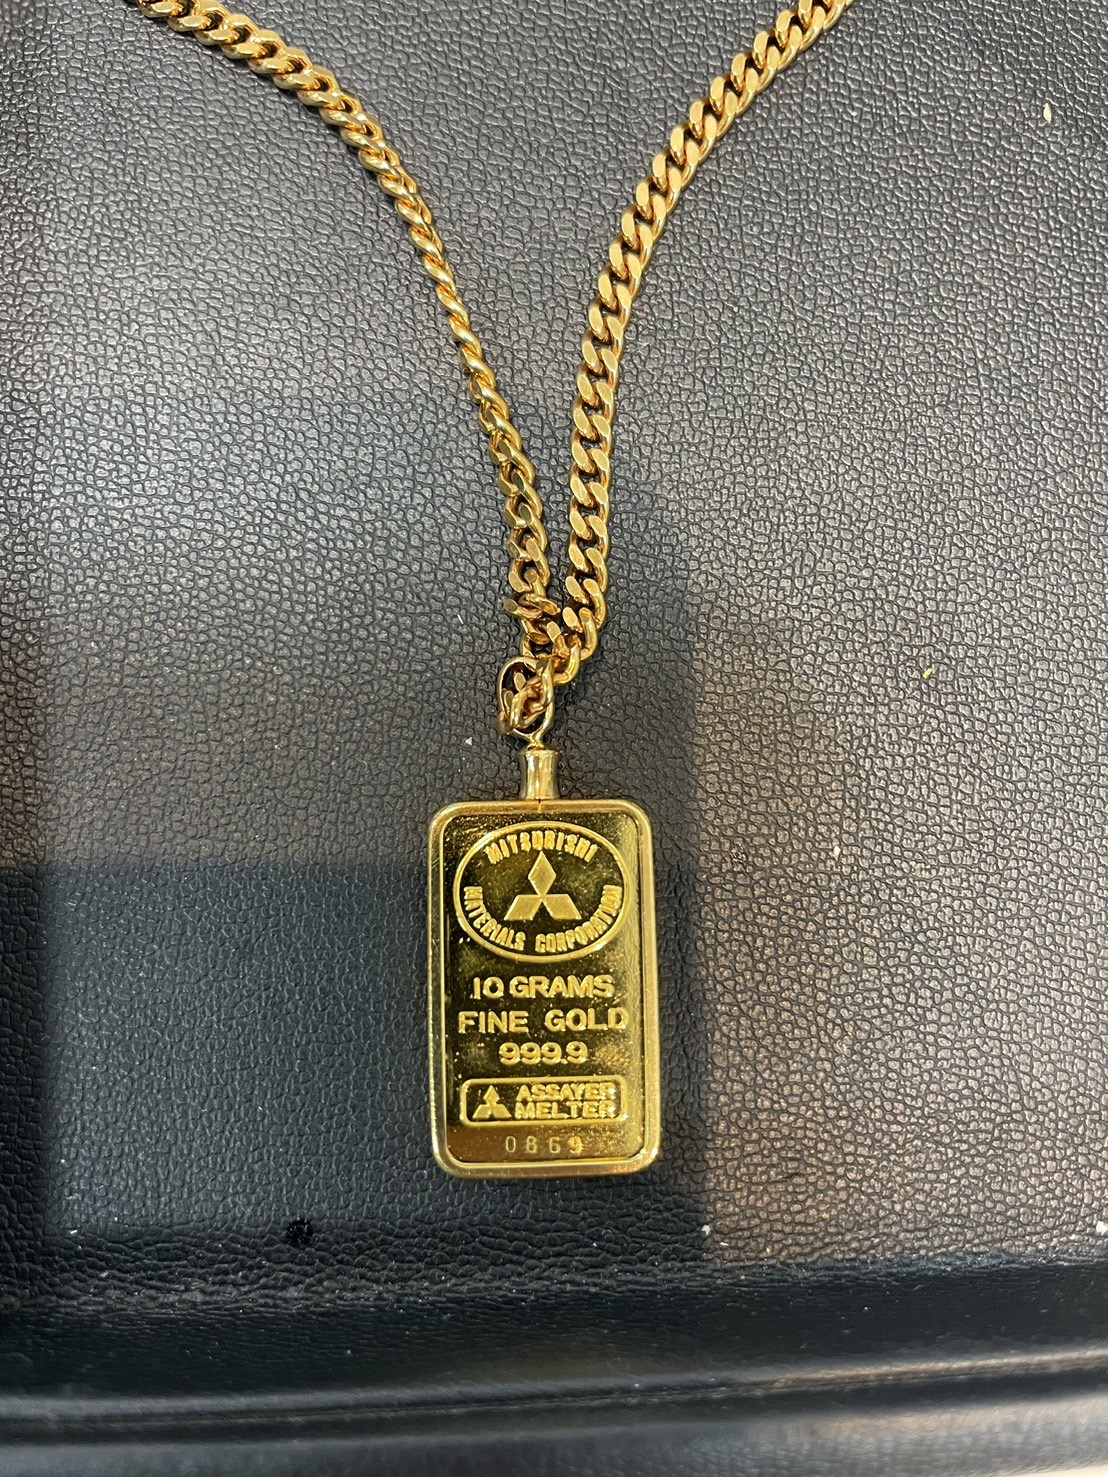 MITSUBISHI
MATERIALS CORPORATION
10 GRAMS
FINE GOLD
999.9
ASSAYER
MELTER
0869